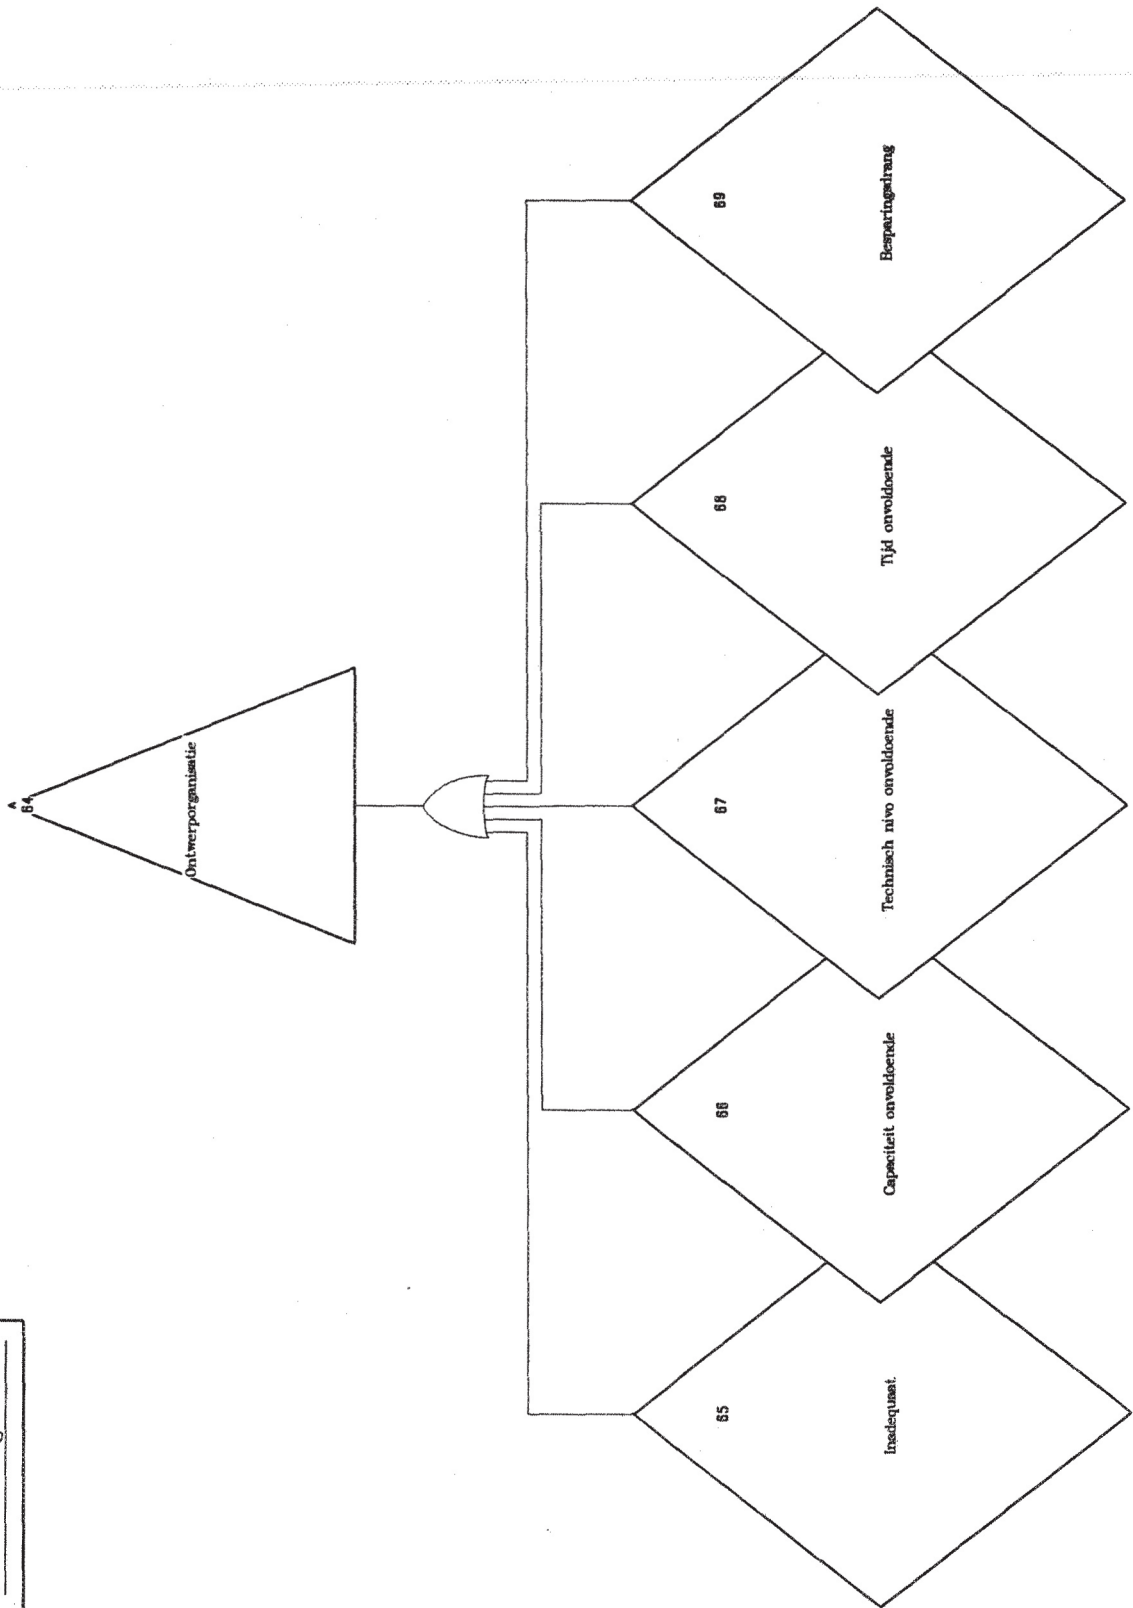 A
64
Ontwerporganisatie
65
Inadequaat.
66
Capaciteit onvoldoende
67
Technisch nivo onvoldoende
68
Tijd onvoldoende
69
Besparingsdrang